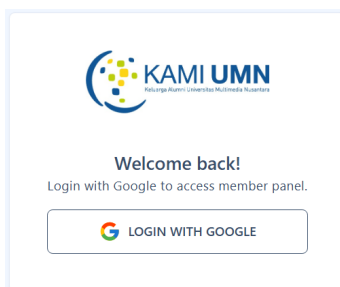 KAMI UMN
Keluarga Alumni Universitas Multimedia Nusantara
Welcome back!
Login with Google to access member panel.
LOGIN WITH GOOGLE